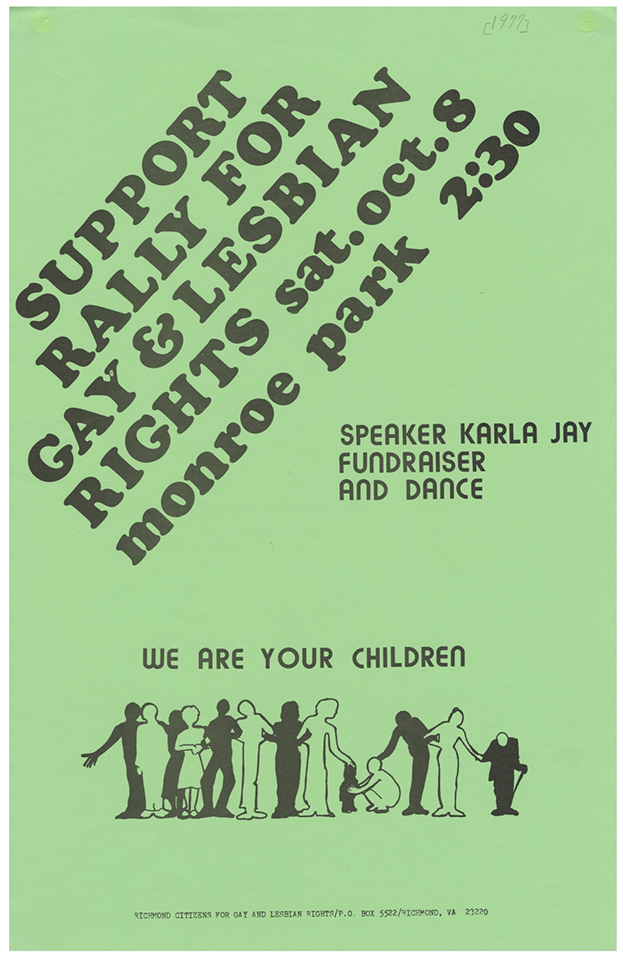 [1977]
SUPPORT
RALLY FOR
GAY & LESBIAN
RIGHTS sat. oct. 8
monroe park 2:30
SPEAKER KARLA JAY
FUNDRAISER
AND DANCE
WE ARE YOUR CHILDREN
RICHMOND CITIZENS FOR GAY AND LESBIAN RIGHTS/P.O. BOX 5522/RICHMOND, VA 23220